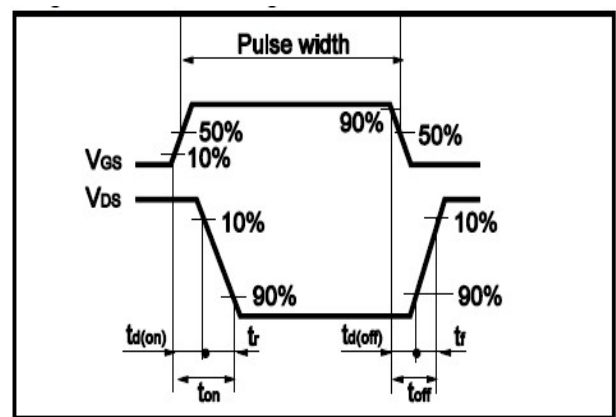 Pulse width
90%
50% 50%
VGS 10%
VDS
10% 10%
90% 90%
td(on) tr td(off) tf
ton toff